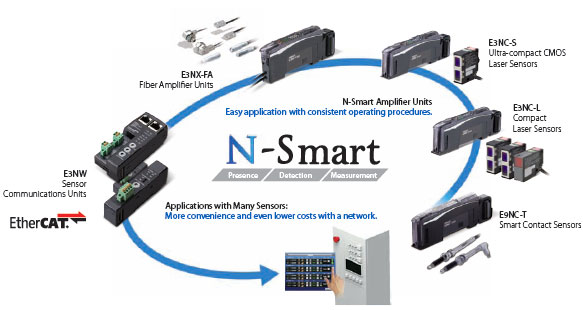 E3NX-FA
Fiber Amplifier Units
E3NC-S
Ultra-compact CMOS
Laser Sensors
N-Smart Amplifier Units
Easy application with consistent operating procedures.
E3NC-L
Compact
Laser Sensors
N-Smart
Presence
Detection
Measurement
E3NW
Sensor
Communications Units
EtherCAT
Applications with Many Sensors:
More convenience and even lower costs with a network.
E9NC-T
Smart Contact Sensors